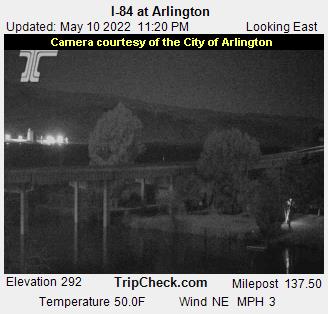 I-84 at Arlington
Updated: May 10 2022 11:20 PM Looking East
Camera courtesy of the City of Arlington
Elevation 292 TripCheck.com Milepost 137.50
Temperature 50.0F Wind NE MPH 3